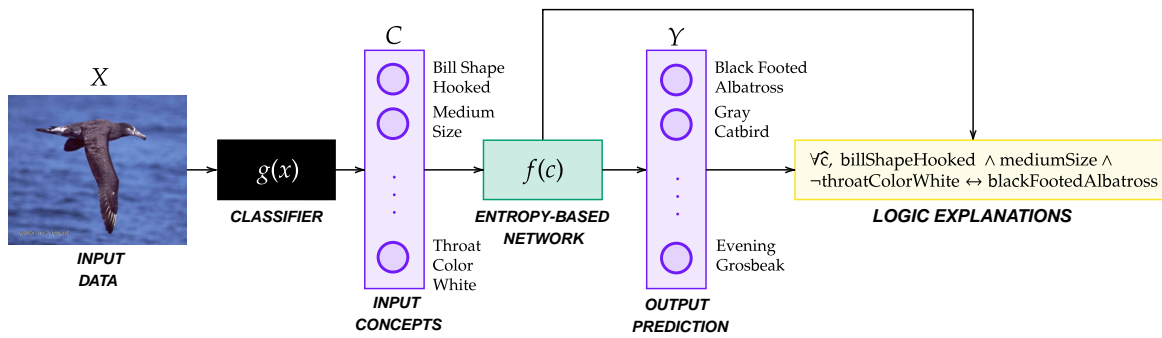 X
INPUT
DATA
g(x)
CLASSIFIER
C
Bill Shape
Hooked
Medium
Size
Throat
Color
White
INPUT
CONCEPTS
f(c)
ENTROPY-BASED
NETWORK
Y
Black Footed
Albatross
Gray
Catbird
Evening
Grosbeak
OUTPUT
PREDICTION
∀ĉ, billShapeHooked ∧ mediumSize ∧
¬throatColorWhite ↔ blackFootedAlbatross
LOGIC EXPLANATIONS